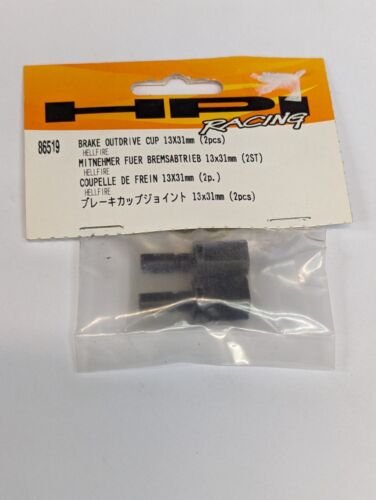 HPI
RACING
86519
BRAKE OUTDRIVE CUP 13X31mm (2pcs)
HELLFIRE
MITNEHMER FUER BREMSABTRIEB 13x31mm (2ST)
HELLFIRE
COUPELLE DE FREIN 13X31mm (2p.)
HELLFIRE
ブレーキカップジョイント 13x31mm (2pcs)